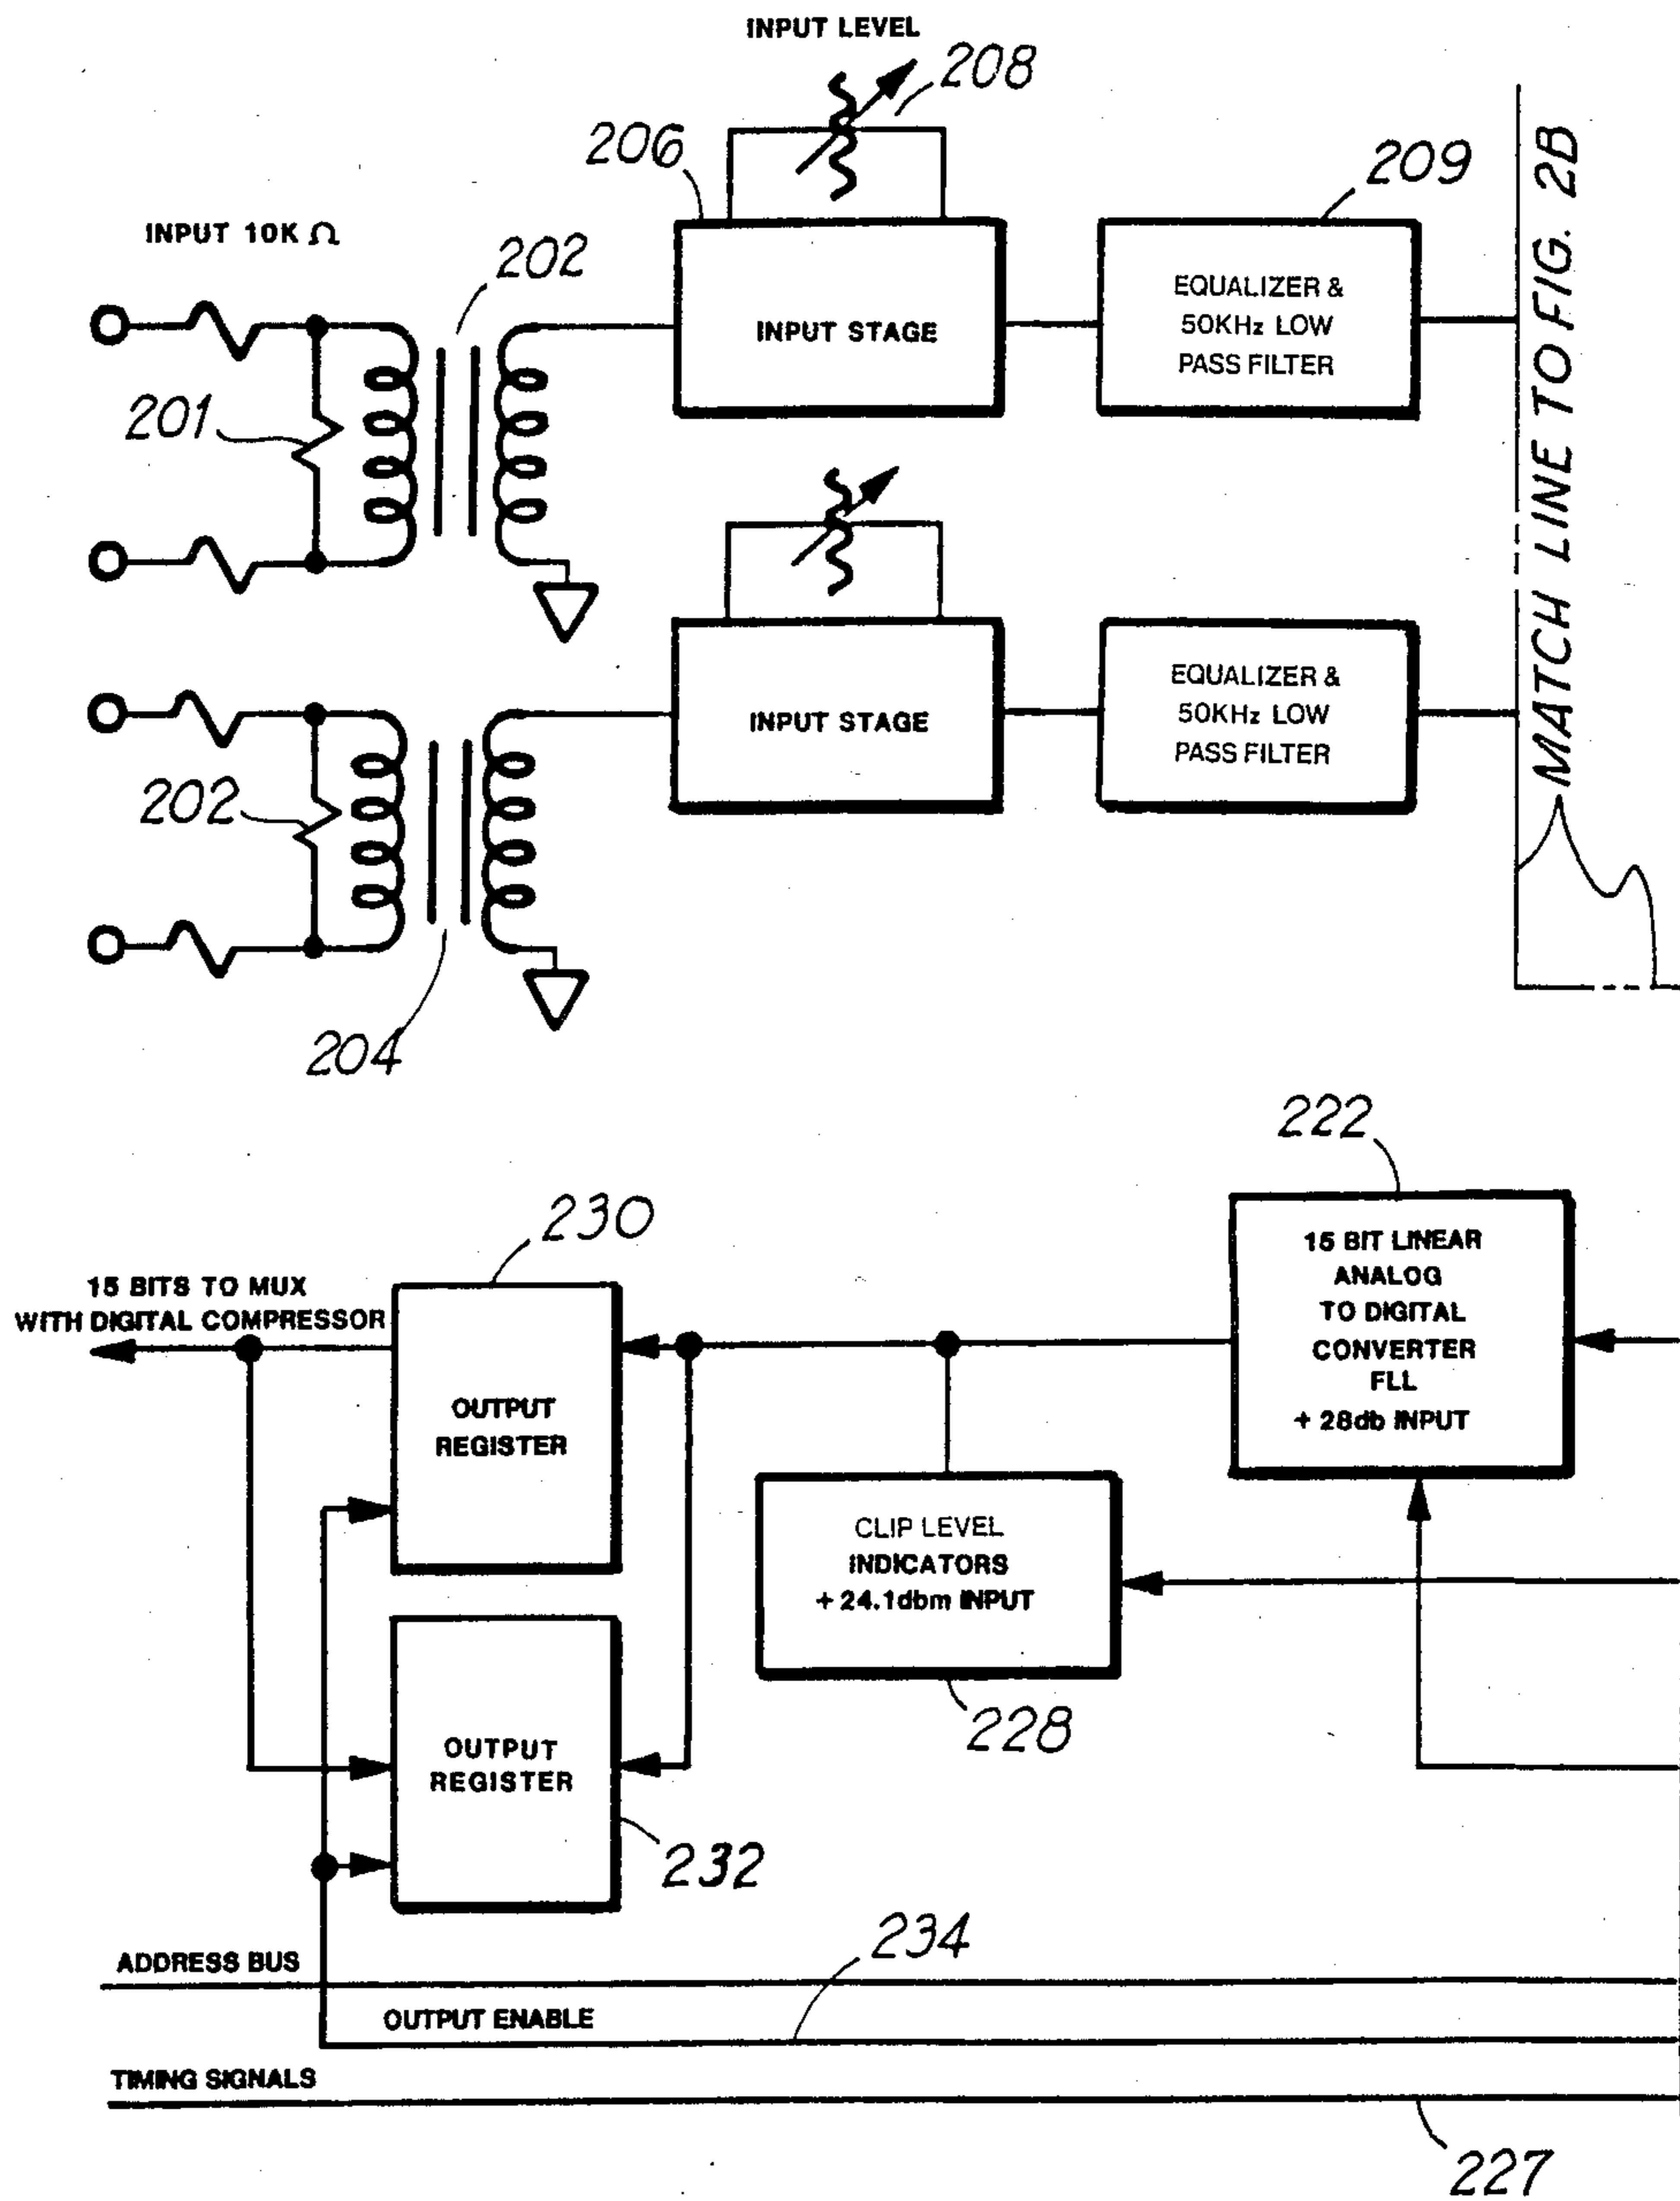 INPUT LEVEL
208
206
209
INPUT 10K Ω
202
INPUT STAGE
EQUALIZER &
50KHz LOW
PASS FILTER
201
MATCH LINE TO FIG. 2B
INPUT STAGE
EQUALIZER &
50KHz LOW
PASS FILTER
202
204
222
230
15 BITS TO MUX
WITH DIGITAL COMPRESSOR
15 BIT LINEAR
ANALOG
TO DIGITAL
CONVERTER
FLL
+ 28db INPUT
OUTPUT
REGISTER
CLIP LEVEL
INDICATORS
+ 24.1dbm INPUT
228
OUTPUT
REGISTER
232
234
ADDRESS BUS
OUTPUT ENABLE
TIMING SIGNALS
227